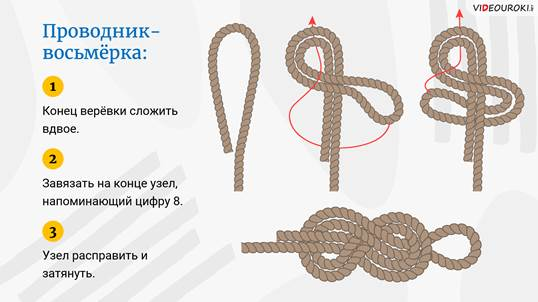 VIDEOUROKI
Проводник-
восьмёрка:
1
Конец верёвки сложить
вдвое.
2
Завязать на конце узел,
напоминающий цифру 8.
3
Узел расправить и
затянуть.